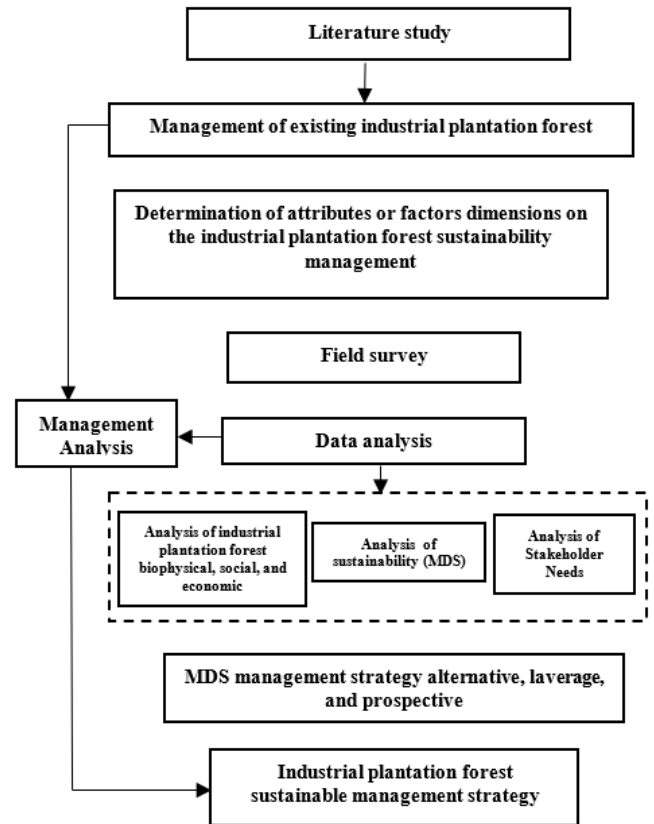 Literature study
Management of existing industrial plantation forest
Determination of attributes or factors dimensions on
the industrial plantation forest sustainability
management
Field survey
Management
Analysis
Data analysis
Analysis of industrial
plantation forest
biophysical, social, and
economic
Analysis of
sustainability (MDS)
Analysis of
Stakeholder
Needs
MDS management strategy alternative, laverage,
and prospective
Industrial plantation forest
sustainable management strategy